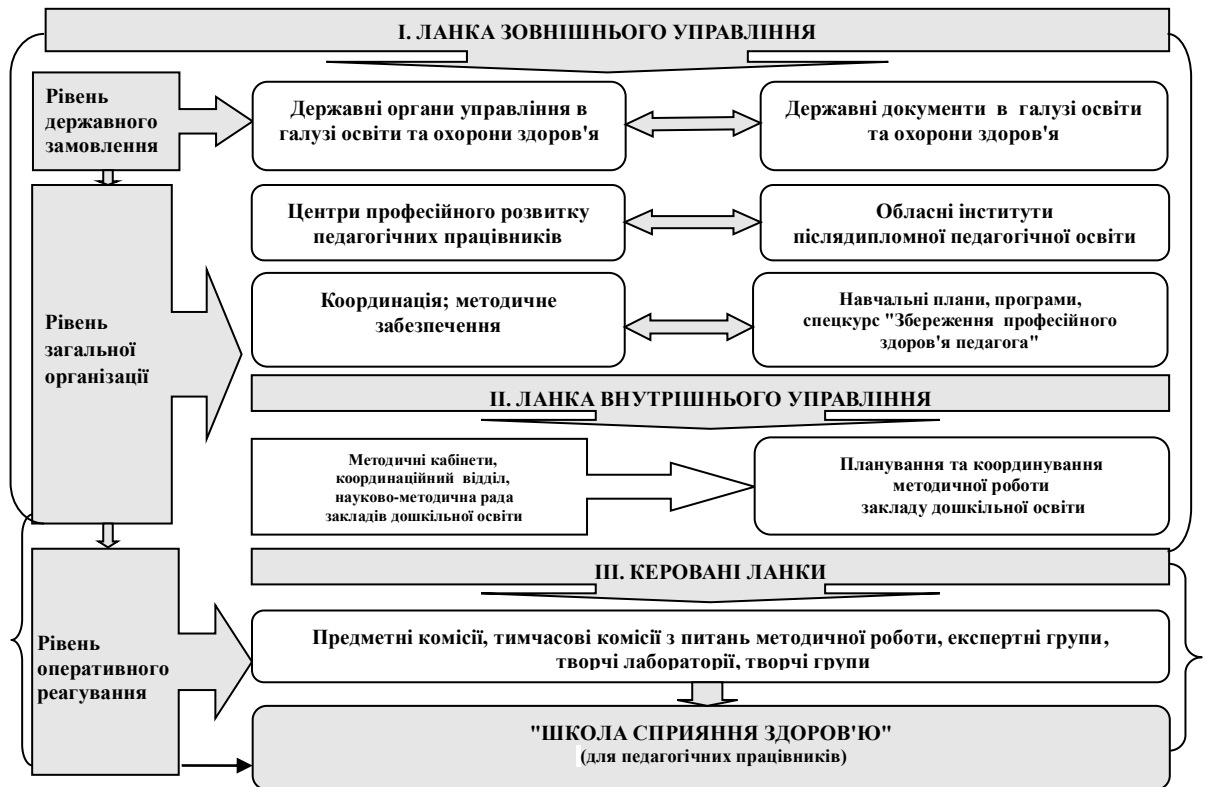 І. ЛАНКА ЗОВНІШНЬОГО УПРАВЛІННЯ
Рівень
державного
замовлення
Державні органи управління в
галузі освіти та охорони здоров'я
Державні документи в галузі освіти
та охорони здоров'я
Рівень
загальної
організації
Центри професійного розвитку
педагогічних працівників
Обласні інститути
післядипломної педагогічної освіти
Координація; методичне
забезпечення
Навчальні плани, програми,
спецкурс "Збереження професійного
здоров'я педагога"
ІІ. ЛАНКА ВНУТРІШНЬОГО УПРАВЛІННЯ
Методичні кабінети,
координаційний відділ,
науково-методична рада
закладів дошкільної освіти
Планування та координування
методичної роботи
закладу дошкільної освіти
ІІІ. КЕРОВАНІ ЛАНКИ
Рівень
оперативного
реагування
Предметні комісії, тимчасові комісії з питань методичної роботи, експертні групи,
творчі лабораторії, творчі групи
"ШКОЛА СПРИЯННЯ ЗДОРОВ'Ю"
(для педагогічних працівників)